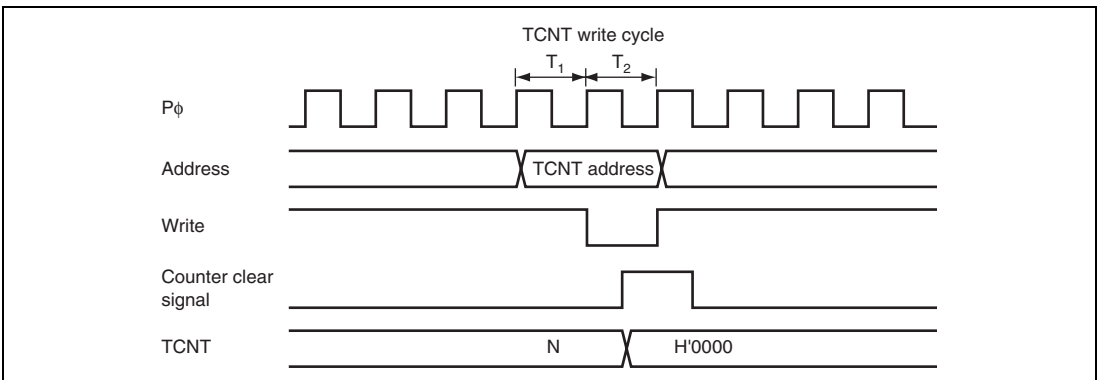 TCNT write cycle
T1 T2
Pϕ
Address
TCNT address
Write
Counter clear
signal
TCNT
N
H'0000